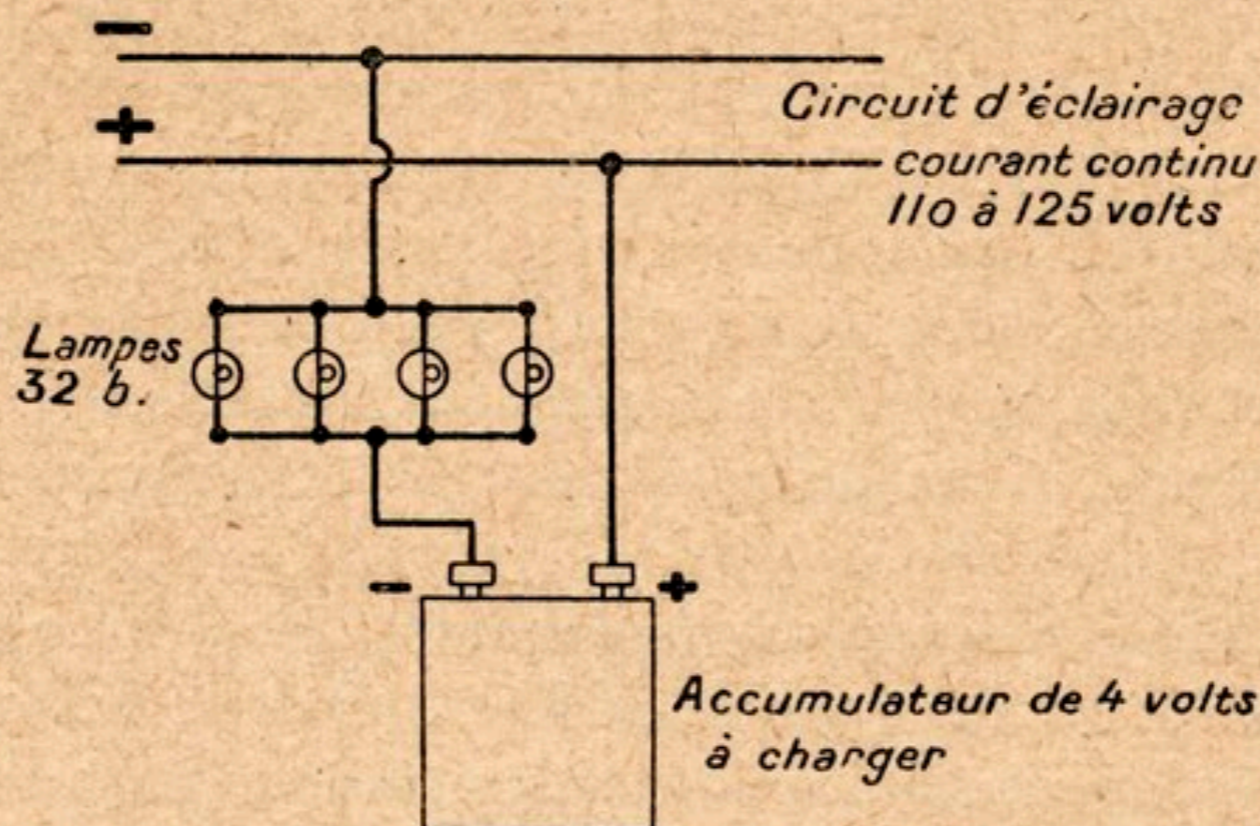 −
+
Circuit d'éclairage
courant continu
110 à 125 volts
Lampes
32 b.
−
+
Accumulateur de 4 volts
à charger